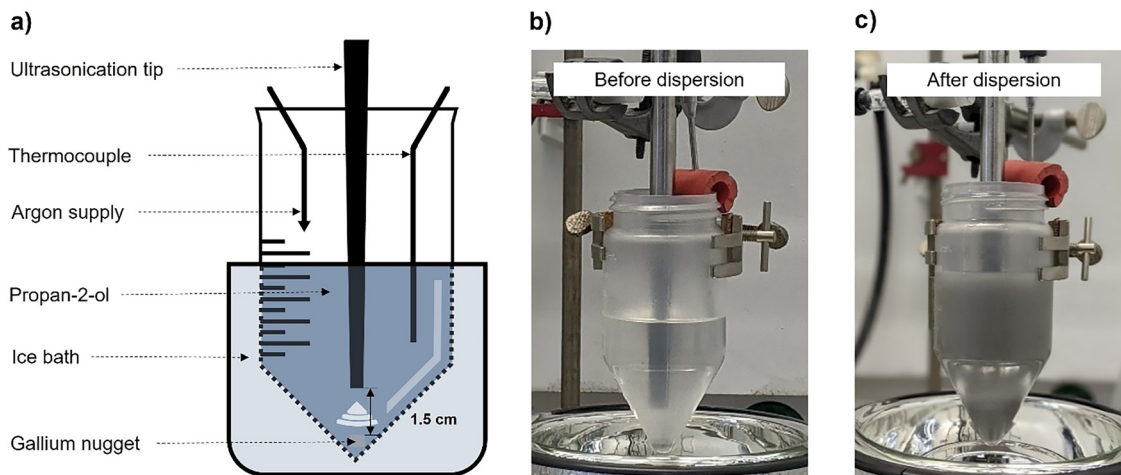 a)
Ultrasonication tip
Thermocouple
Argon supply
Propan-2-ol
Ice bath
Gallium nugget
1.5 cm
b)
Before dispersion
c)
After dispersion